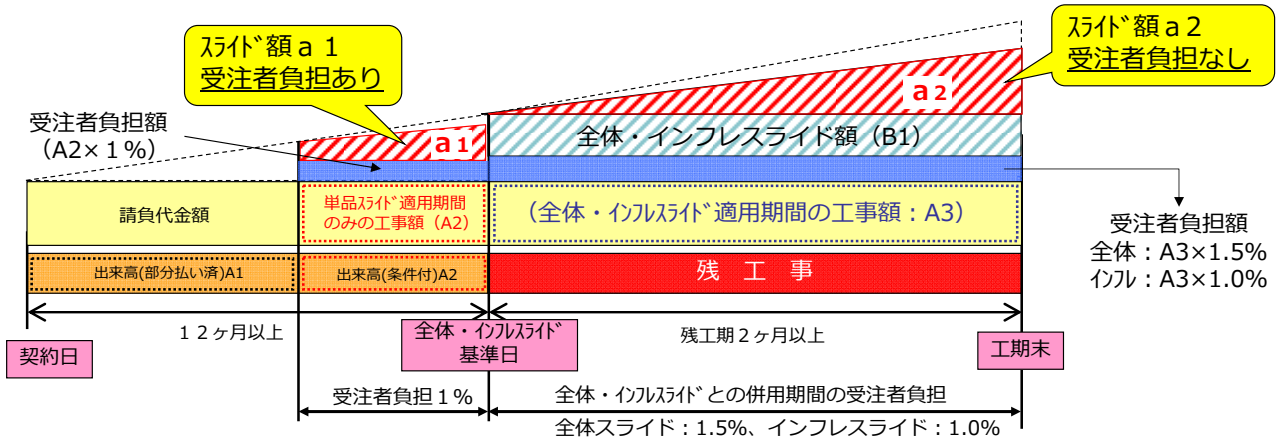 スライド額a1
受注者負担あり
スライド額a2
受注者負担なし
受注者負担額
(A2×1%)
a1
a2
全体・インフレスライド額(B1)
請負代金額
単品スライド適用期間
のみの工事額(A2)
(全体・インフレスライド適用期間の工事額:A3)
受注者負担額
全体:A3×1.5%
インフレ:A3×1.0%
出来高(部分払い済)A1
出来高(条件付)A2
残 工 事
12ヶ月以上
全体・インフレスライド
基準日
残工期2ヶ月以上
契約日
工期末
受注者負担1%
全体・インフレスライドとの併用期間の受注者負担
全体スライド:1.5%、インフレスライド:1.0%